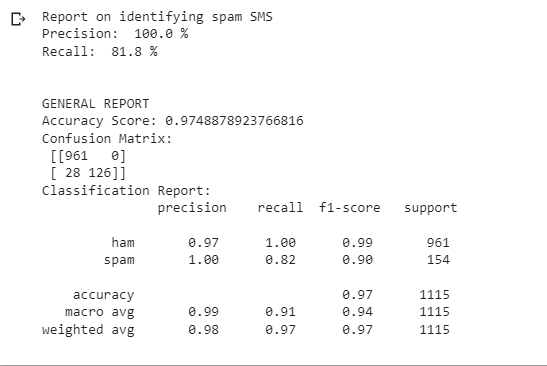 Report on identifying spam SMS
Precision:  100.0 %
Recall:  81.8 %
GENERAL REPORT
Accuracy Score: 0.9748878923766816
Confusion Matrix:
 [[961   0]
 [ 28 126]]
Classification Report:
              precision    recall  f1-score   support
         ham       0.97      1.00      0.99       961
        spam       1.00      0.82      0.90       154
    accuracy                           0.97      1115
   macro avg       0.99      0.91      0.94      1115
weighted avg       0.98      0.97      0.97      1115